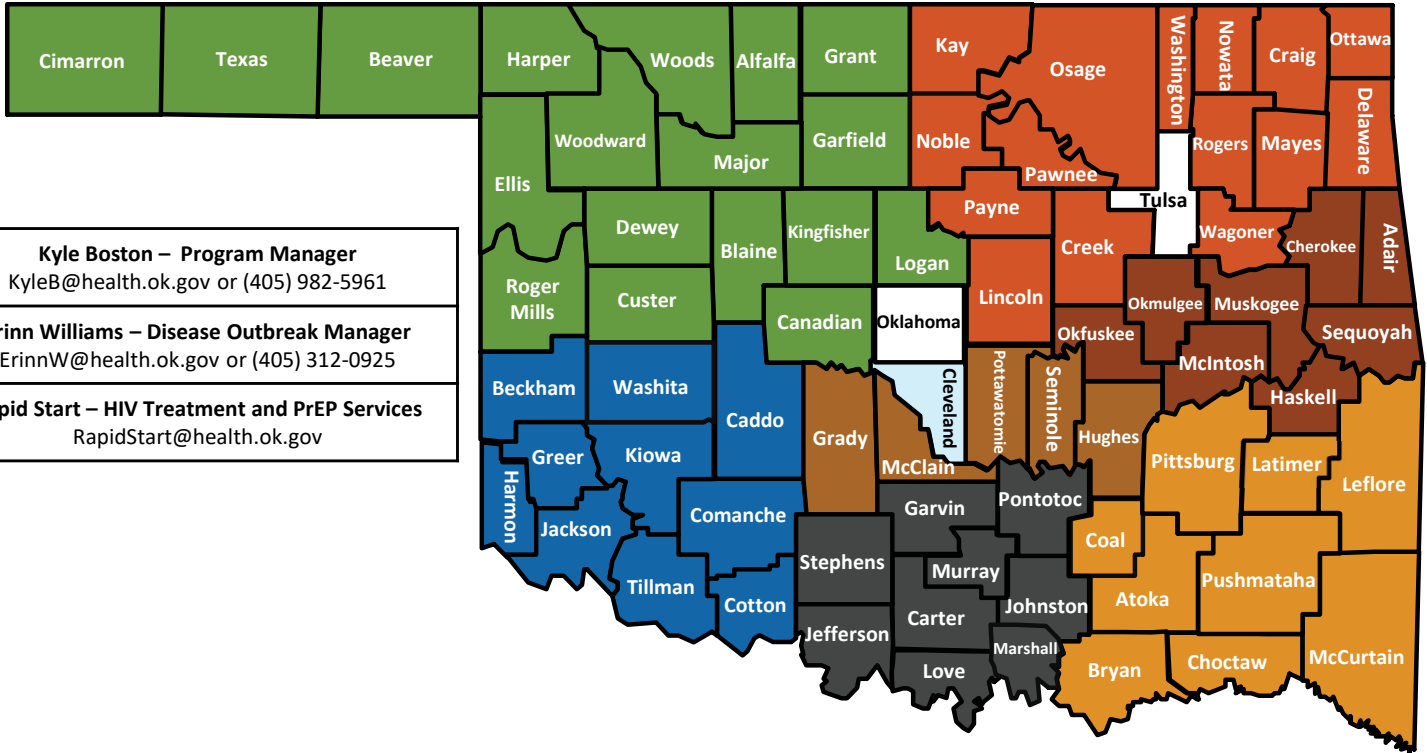 Cimarron
Texas
Beaver
Harper
Woods
Alfalfa
Grant
Kay
Osage
Washington
Nowata
Craig
Ottawa
Woodward
Major
Garfield
Noble
Pawnee
Rogers
Mayes
Delaware
Ellis
Dewey
Blaine
Kingfisher
Logan
Payne
Creek
Tulsa
Wagoner
Cherokee
Adair
Roger
Mills
Custer
Canadian
Oklahoma
Lincoln
Okfuskee
Okmulgee
Muskogee
McIntosh
Sequoyah
Haskell
Beckham
Washita
Caddo
Grady
McClain
Cleveland
Pottawatomie
Seminole
Hughes
Pittsburg
Latimer
Leflore
Harmon
Greer
Kiowa
Jackson
Comanche
Tillman
Cotton
Stephens
Garvin
Pontotoc
Murray
Johnston
Carter
Jefferson
Love
Marshall
Coal
Atoka
Pushmataha
Bryan
Choctaw
McCurtain
Kyle Boston – Program Manager
KyleB@health.ok.gov or (405) 982-5961
rinn Williams – Disease Outbreak Manager
ErinnW@health.ok.gov or (405) 312-0925
pid Start – HIV Treatment and PrEP Services
RapidStart@health.ok.gov